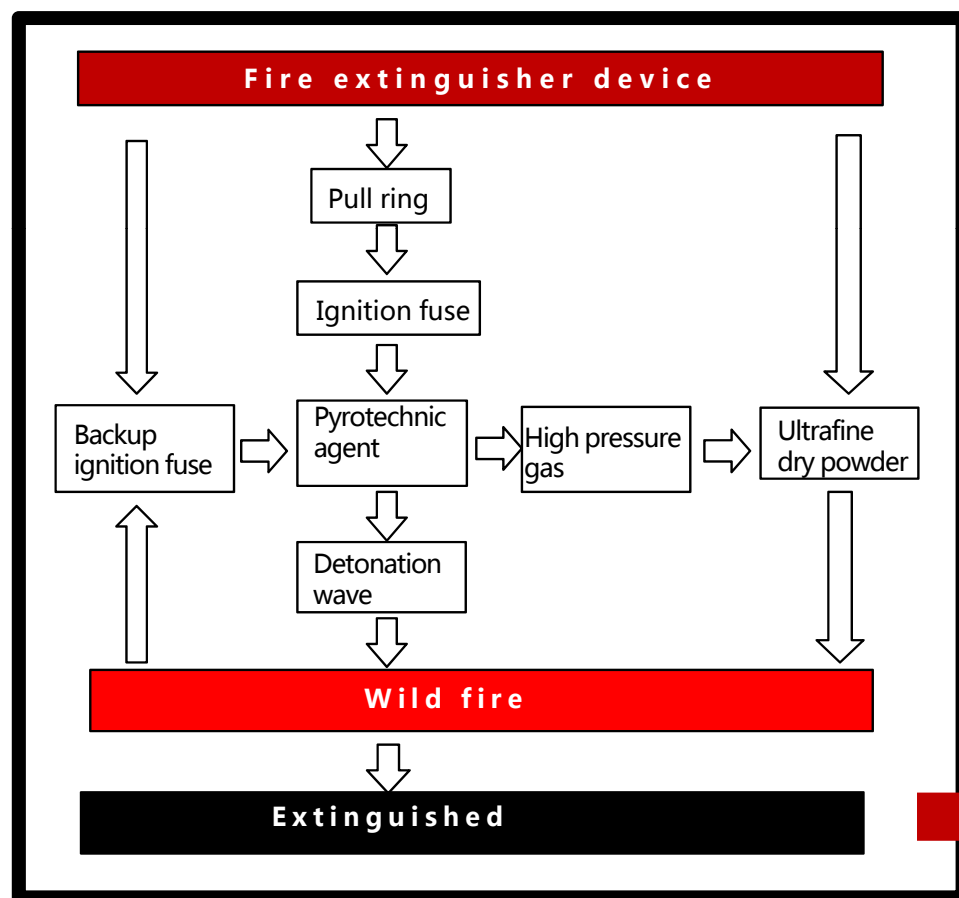 Fire extinguisher device
Pull ring
Ignition fuse
Backup
ignition fuse
Pyrotechnic
agent
High pressure
gas
Ultrafine
dry powder
Detonation
wave
Wild fire
Extinguished